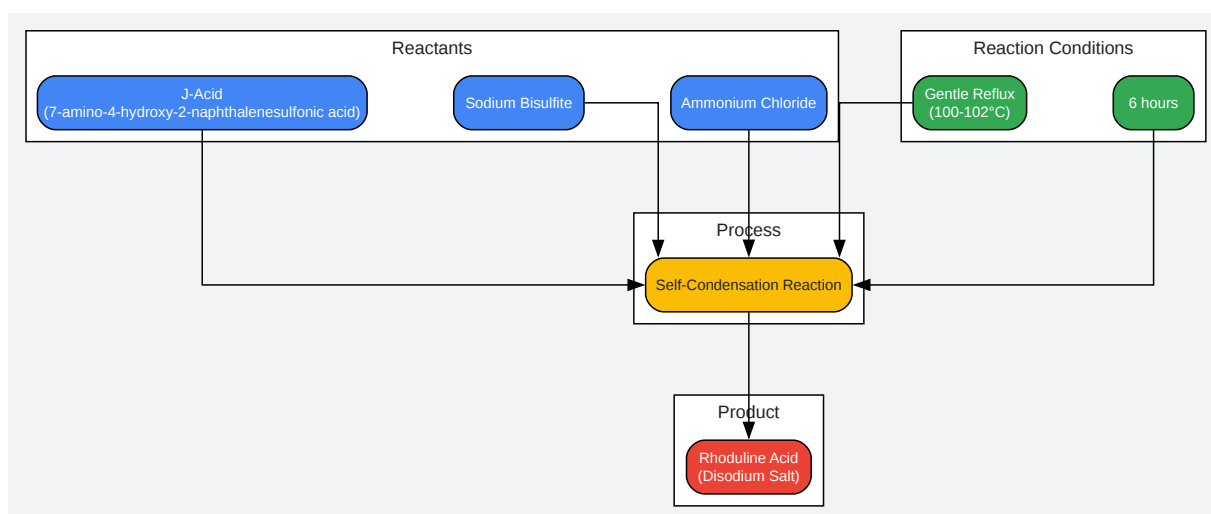 Reactants
Reaction Conditions
J-Acid
(7-amino-4-hydroxy-2-naphthalenesulfonic acid)
Sodium Bisulfite
Ammonium Chloride
Gentle Reflux
(100-102°C)
6 hours
Process
Self-Condensation Reaction
Product
Rhoduline Acid
(Disodium Salt)